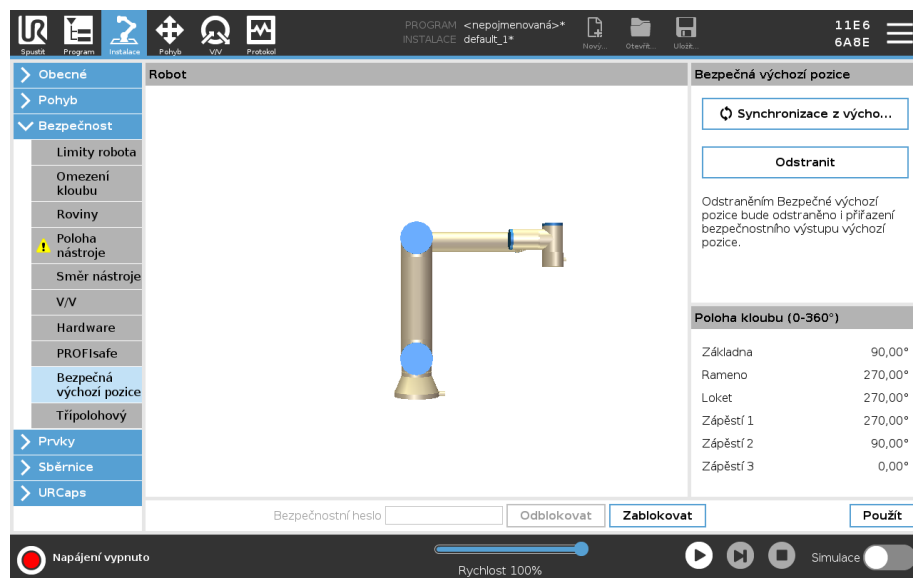 PROGRAM <nepojmenovaná>*
INSTALACE default_1*
11E6
6A8E
Spustit Program Instalace Pohyb V/V Protokol Nový... Otevřít... Uložit...
Obecné
Pohyb
Bezpečnost
Limity robota
Omezení
kloubu
Roviny
Poloha
nástroje
Směr nástroje
V/V
Hardware
PROFIsafe
Bezpečná
výchozí pozice
Třípolohový
Prvky
Sběrnice
URCaps
Robot
Bezpečná výchozí pozice
Synchronizace z výcho...
Odstranit
Odstraněním Bezpečné výchozí
pozice bude odstraněno i přiřazení
bezpečnostního výstupu výchozí
pozice.
Poloha kloubu (0-360°)
Základna 90,00°
Rameno 270,00°
Loket 270,00°
Zápěstí 1 270,00°
Zápěstí 2 90,00°
Zápěstí 3 0,00°
Bezpečnostní heslo Odblokovat Zablokovat Použít
Napájení vypnuto
Rychlost 100%
Simulace